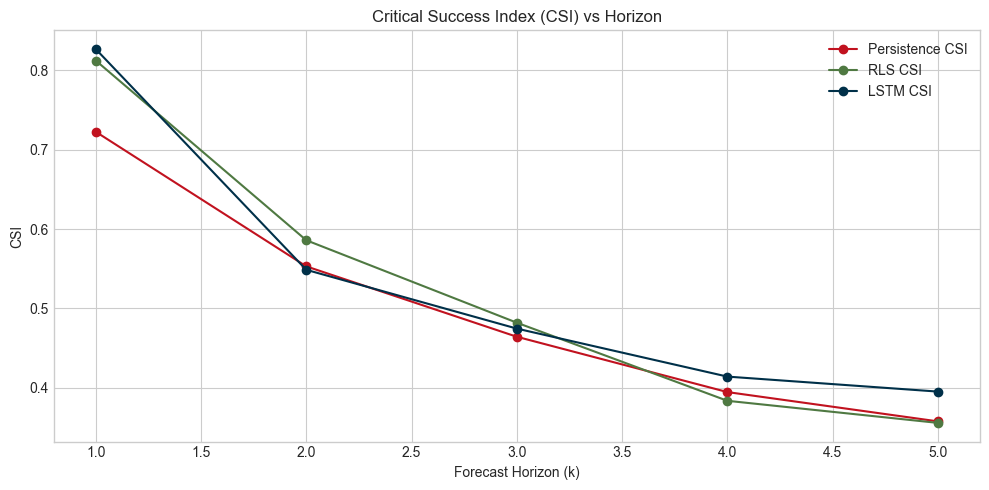 Critical Success Index (CSI) vs Horizon
Persistence CSI
RLS CSI
LSTM CSI
CSI
0.8
0.7
0.6
0.5
0.4
1.0 1.5 2.0 2.5 3.0 3.5 4.0 4.5 5.0
Forecast Horizon (k)